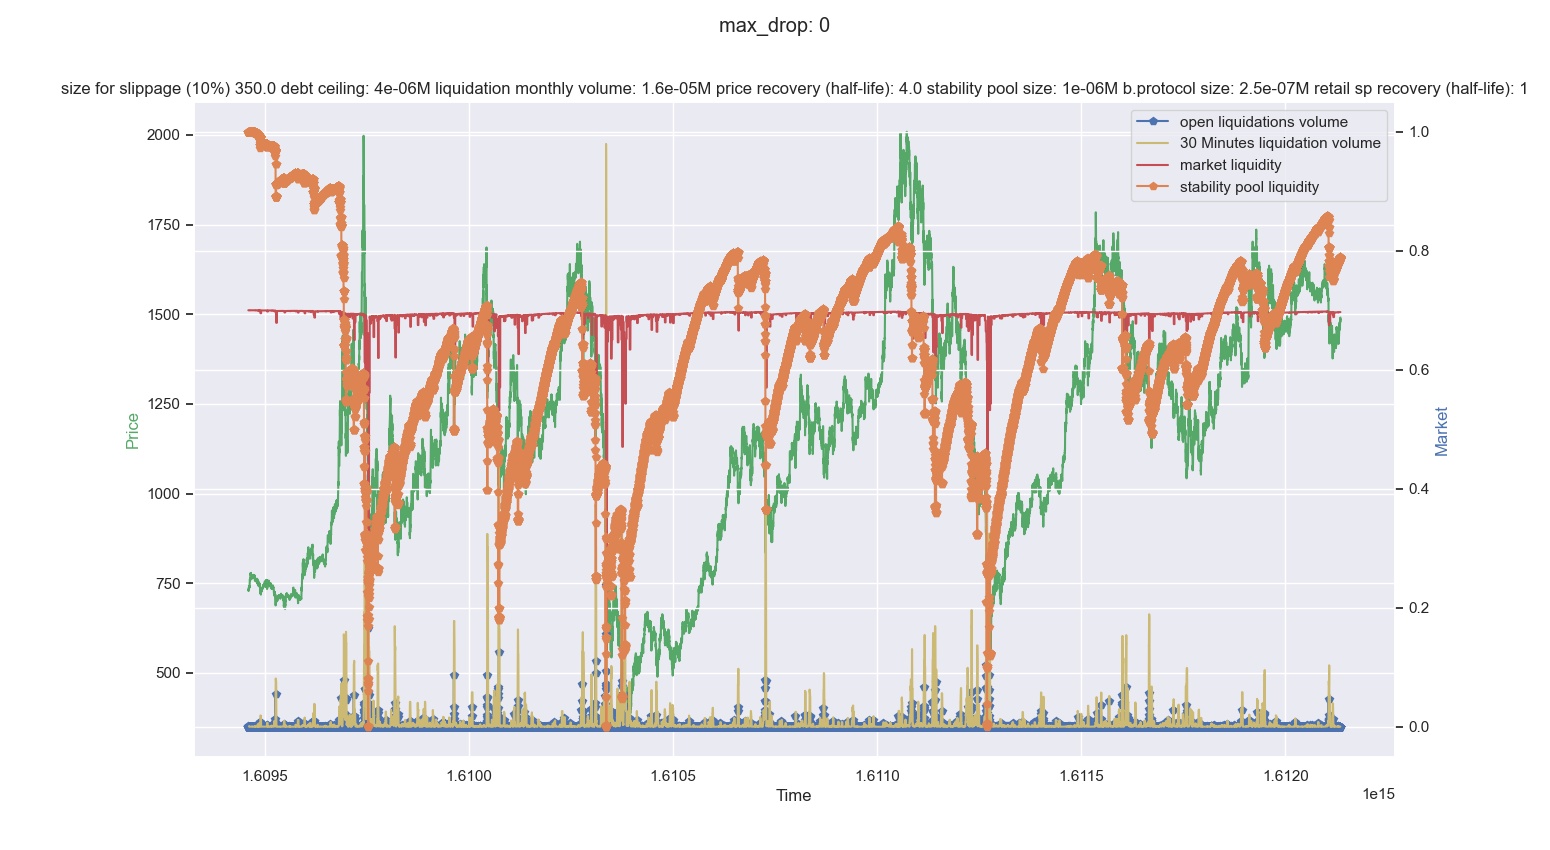 max_drop: 0
size for slippage (10%) 350.0 debt ceiling: 4e-06M liquidation monthly volume: 1.6e-05M price recovery (half-life): 4.0 stability pool size: 1e-06M b.protocol size: 2.5e-07M retail sp recovery (half-life): 1
open liquidations volume
30 Minutes liquidation volume
market liquidity
stability pool liquidity
2000
1750
1500
1250
1000
750
500
Price
1.0
0.8
0.6
0.4
0.2
0.0
Market
1.6095
1.6100
1.6105
1.6110
1.6115
1.6120
1e15
Time